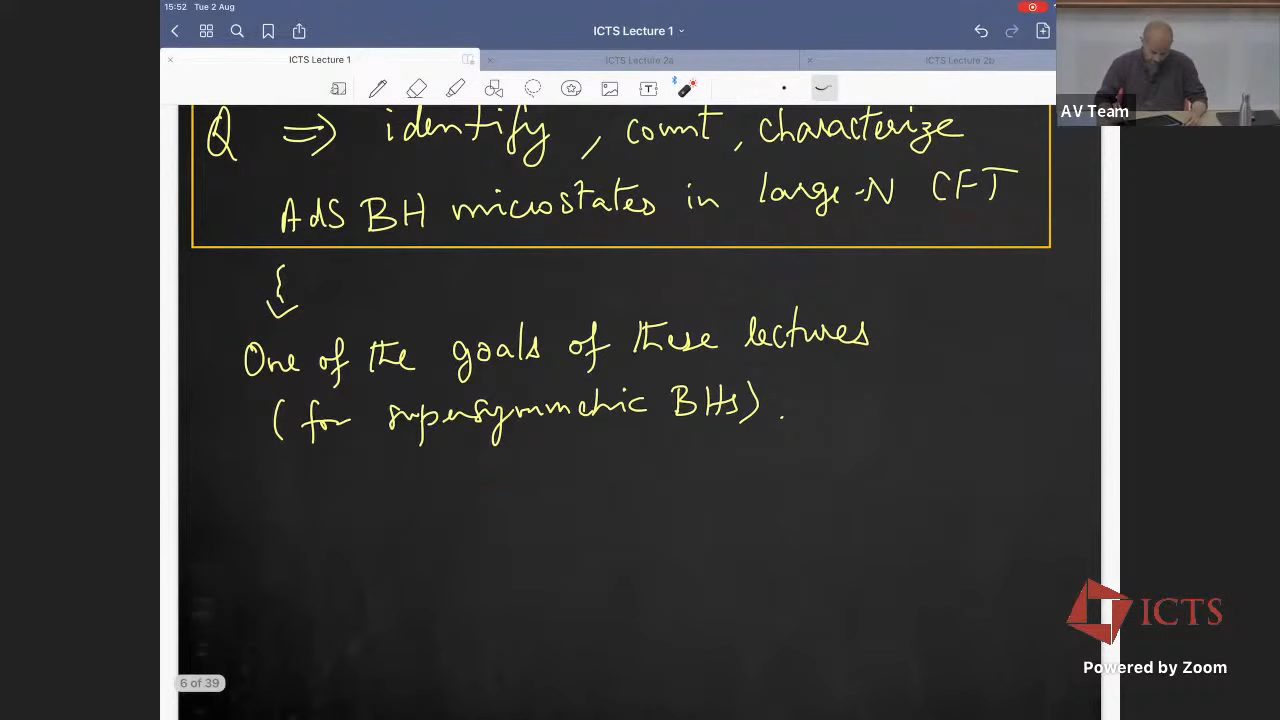 15:52 Tue 2 Aug
ICTS Lecture 1
ICTS Lecture 1
ICTS Lecture 2a
ICTS Lecture 2b
AV Team
Q ⇒ identify, count, characterize
AdS BH microstates in large-N CFT
One of the goals of these lectures
(for supersymmetric BHs).
6 of 39
ICTS
Powered by Zoom